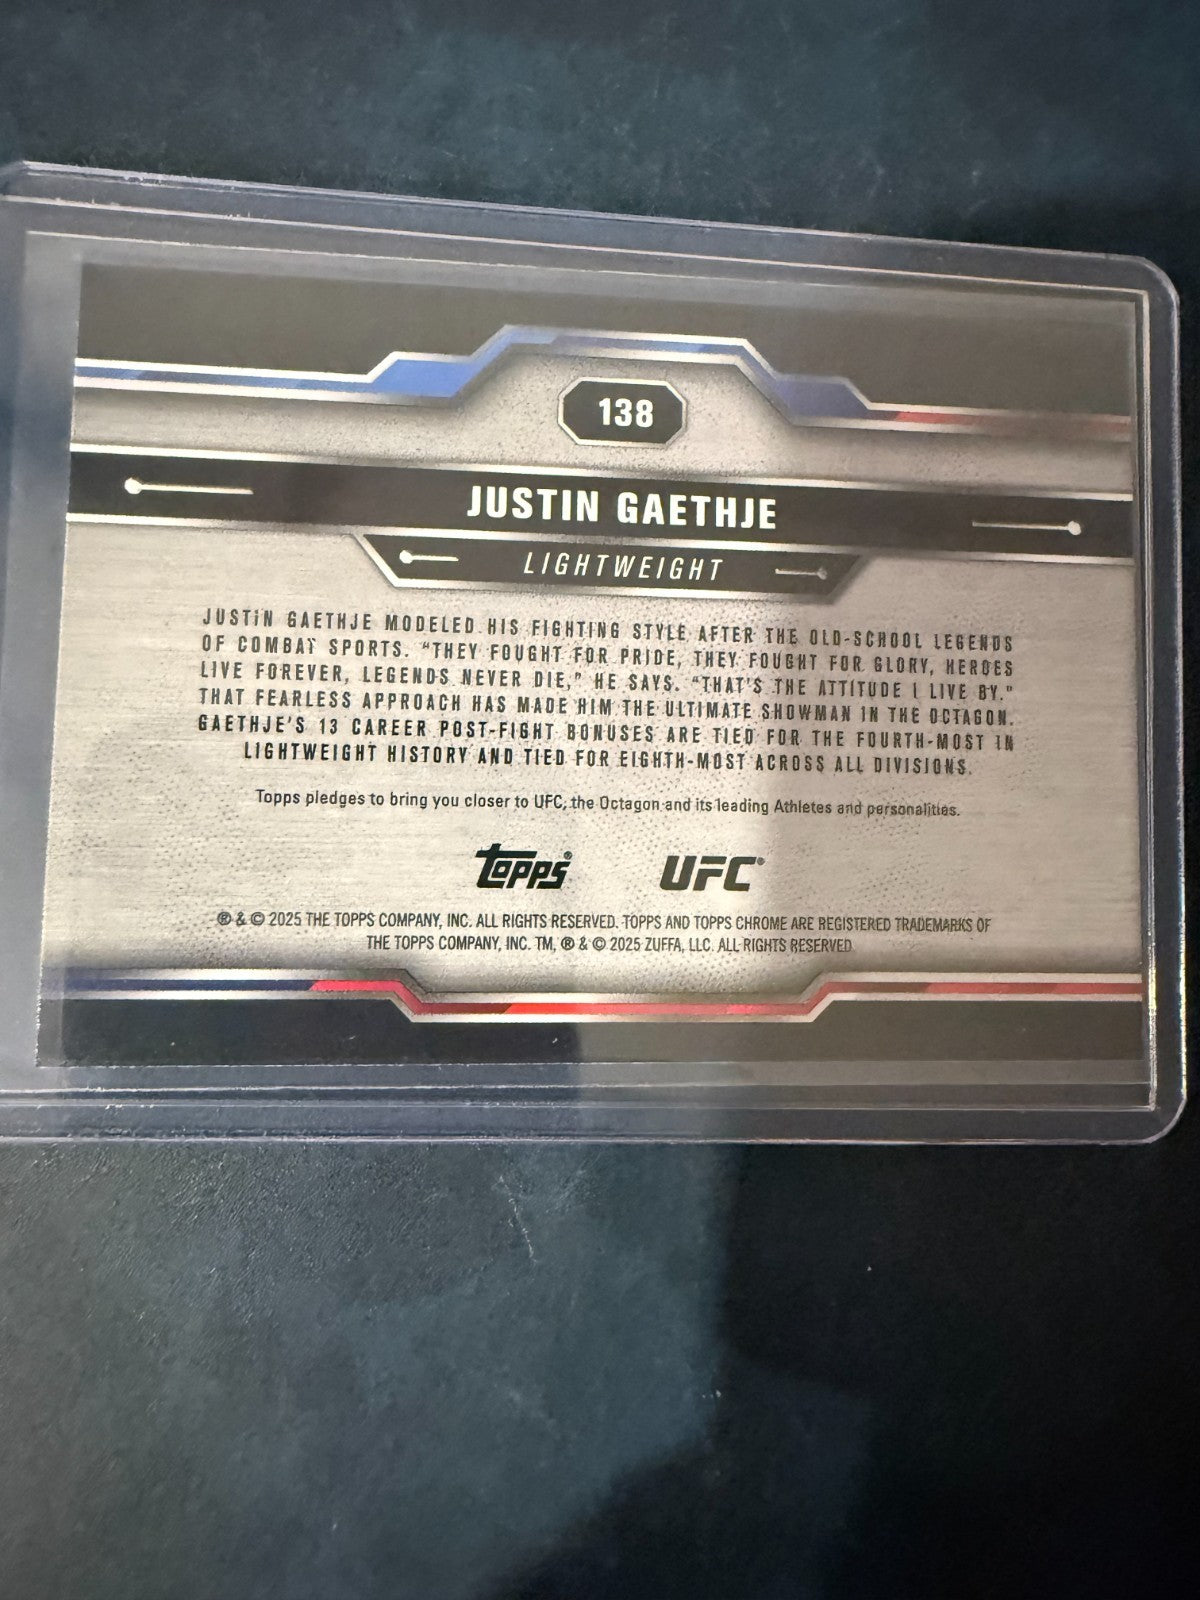 138
JUSTIN GAETHJE
LIGHTWEIGHT
JUSTIN GAETHJE MODELED HIS FIGHTING STYLE AFTER THE OLD-SCHOOL LEGENDS
OF COMBAT SPORTS. "THEY FOUGHT FOR PRIDE, THEY FOUGHT FOR GLORY, HEROES
LIVE FOREVER, LEGENDS NEVER DIE," HE SAYS. "THAT'S THE ATTITUDE I LIVE BY."
THAT FEARLESS APPROACH HAS MADE HIM THE ULTIMATE SHOWMAN IN THE OCTAGON.
GAETHJE'S 13 CAREER POST-FIGHT BONUSES ARE TIED FOR THE FOURTH-MOST IN
LIGHTWEIGHT HISTORY AND TIED FOR EIGHTH-MOST ACROSS ALL DIVISIONS.
Topps pledges to bring you closer to UFC, the Octagon and its leading Athletes and personalities.
topps® UFC®
® & © 2025 THE TOPPS COMPANY, INC. ALL RIGHTS RESERVED. TOPPS AND TOPPS CHROME ARE REGISTERED TRADEMARKS OF
THE TOPPS COMPANY, INC. TM, ® & © 2025 ZUFFA, LLC. ALL RIGHTS RESERVED.